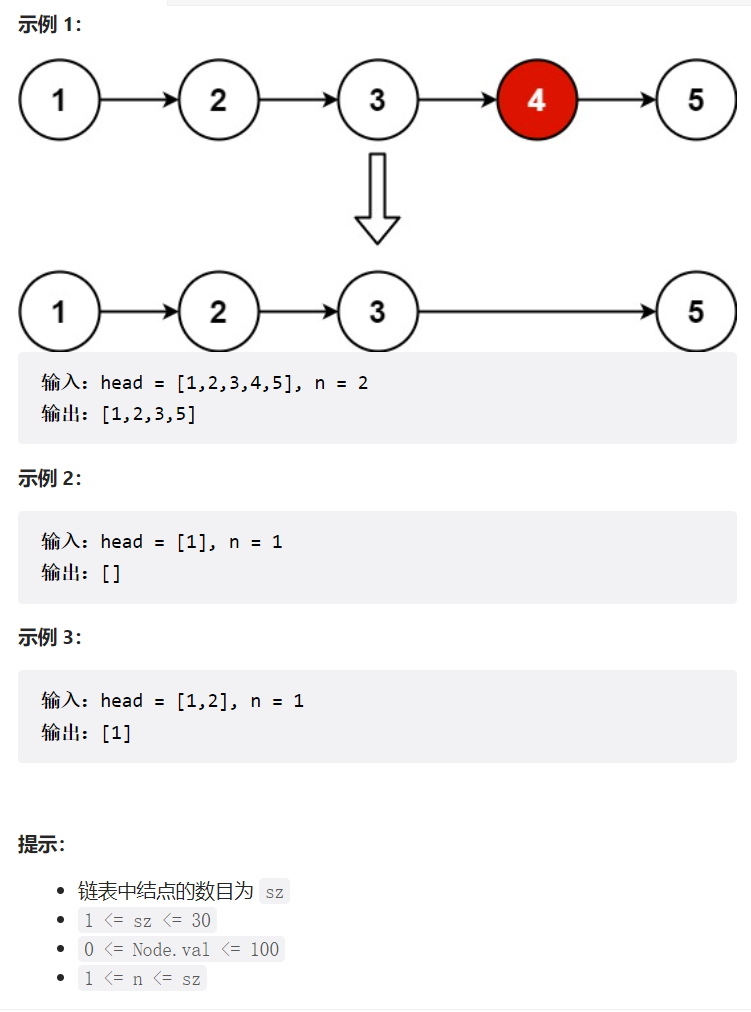 示例 1：
1 2 3 4 5
1 2 3 5
输入：head = [1,2,3,4,5], n = 2
输出：[1,2,3,5]
示例 2：
输入：head = [1], n = 1
输出：[]
示例 3：
输入：head = [1,2], n = 1
输出：[1]
提示：
链表中结点的数目为 sz
1 <= sz <= 30
0 <= Node.val <= 100
1 <= n <= sz